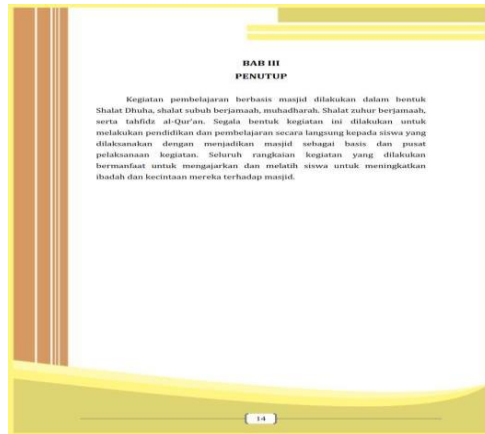 BAB III
PENUTUP
Kegiatan pembelajaran berbasis masjid dilakukan dalam bentuk
Shalat Dhuha, shalat subuh berjamaah, muhadharah. Shalat zuhur berjamaah,
serta tahfidz al-Qur'an. Segala bentuk kegiatan ini dilakukan untuk
melakukan pendidikan dan pembelajaran secara langsung kepada siswa yang
dilaksanakan dengan menjadikan masjid sebagai basis dan pusat
pelaksanaan kegiatan. Seluruh rangkaian kegiatan yang dilakukan
bermanfaat untuk mengajarkan dan melatih siswa untuk meningkatkan
ibadah dan kecintaan mereka terhadap masjid.
14